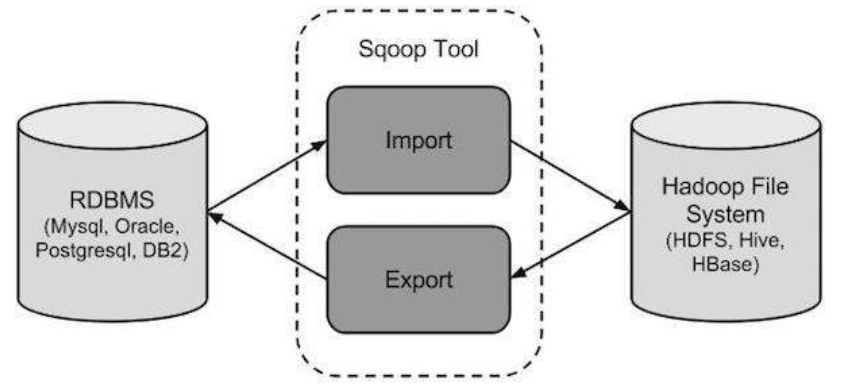 Sqoop Tool
Import
Export
RDBMS
(Mysql, Oracle,
Postgresql, DB2)
Hadoop File
System
(HDFS, Hive,
HBase)